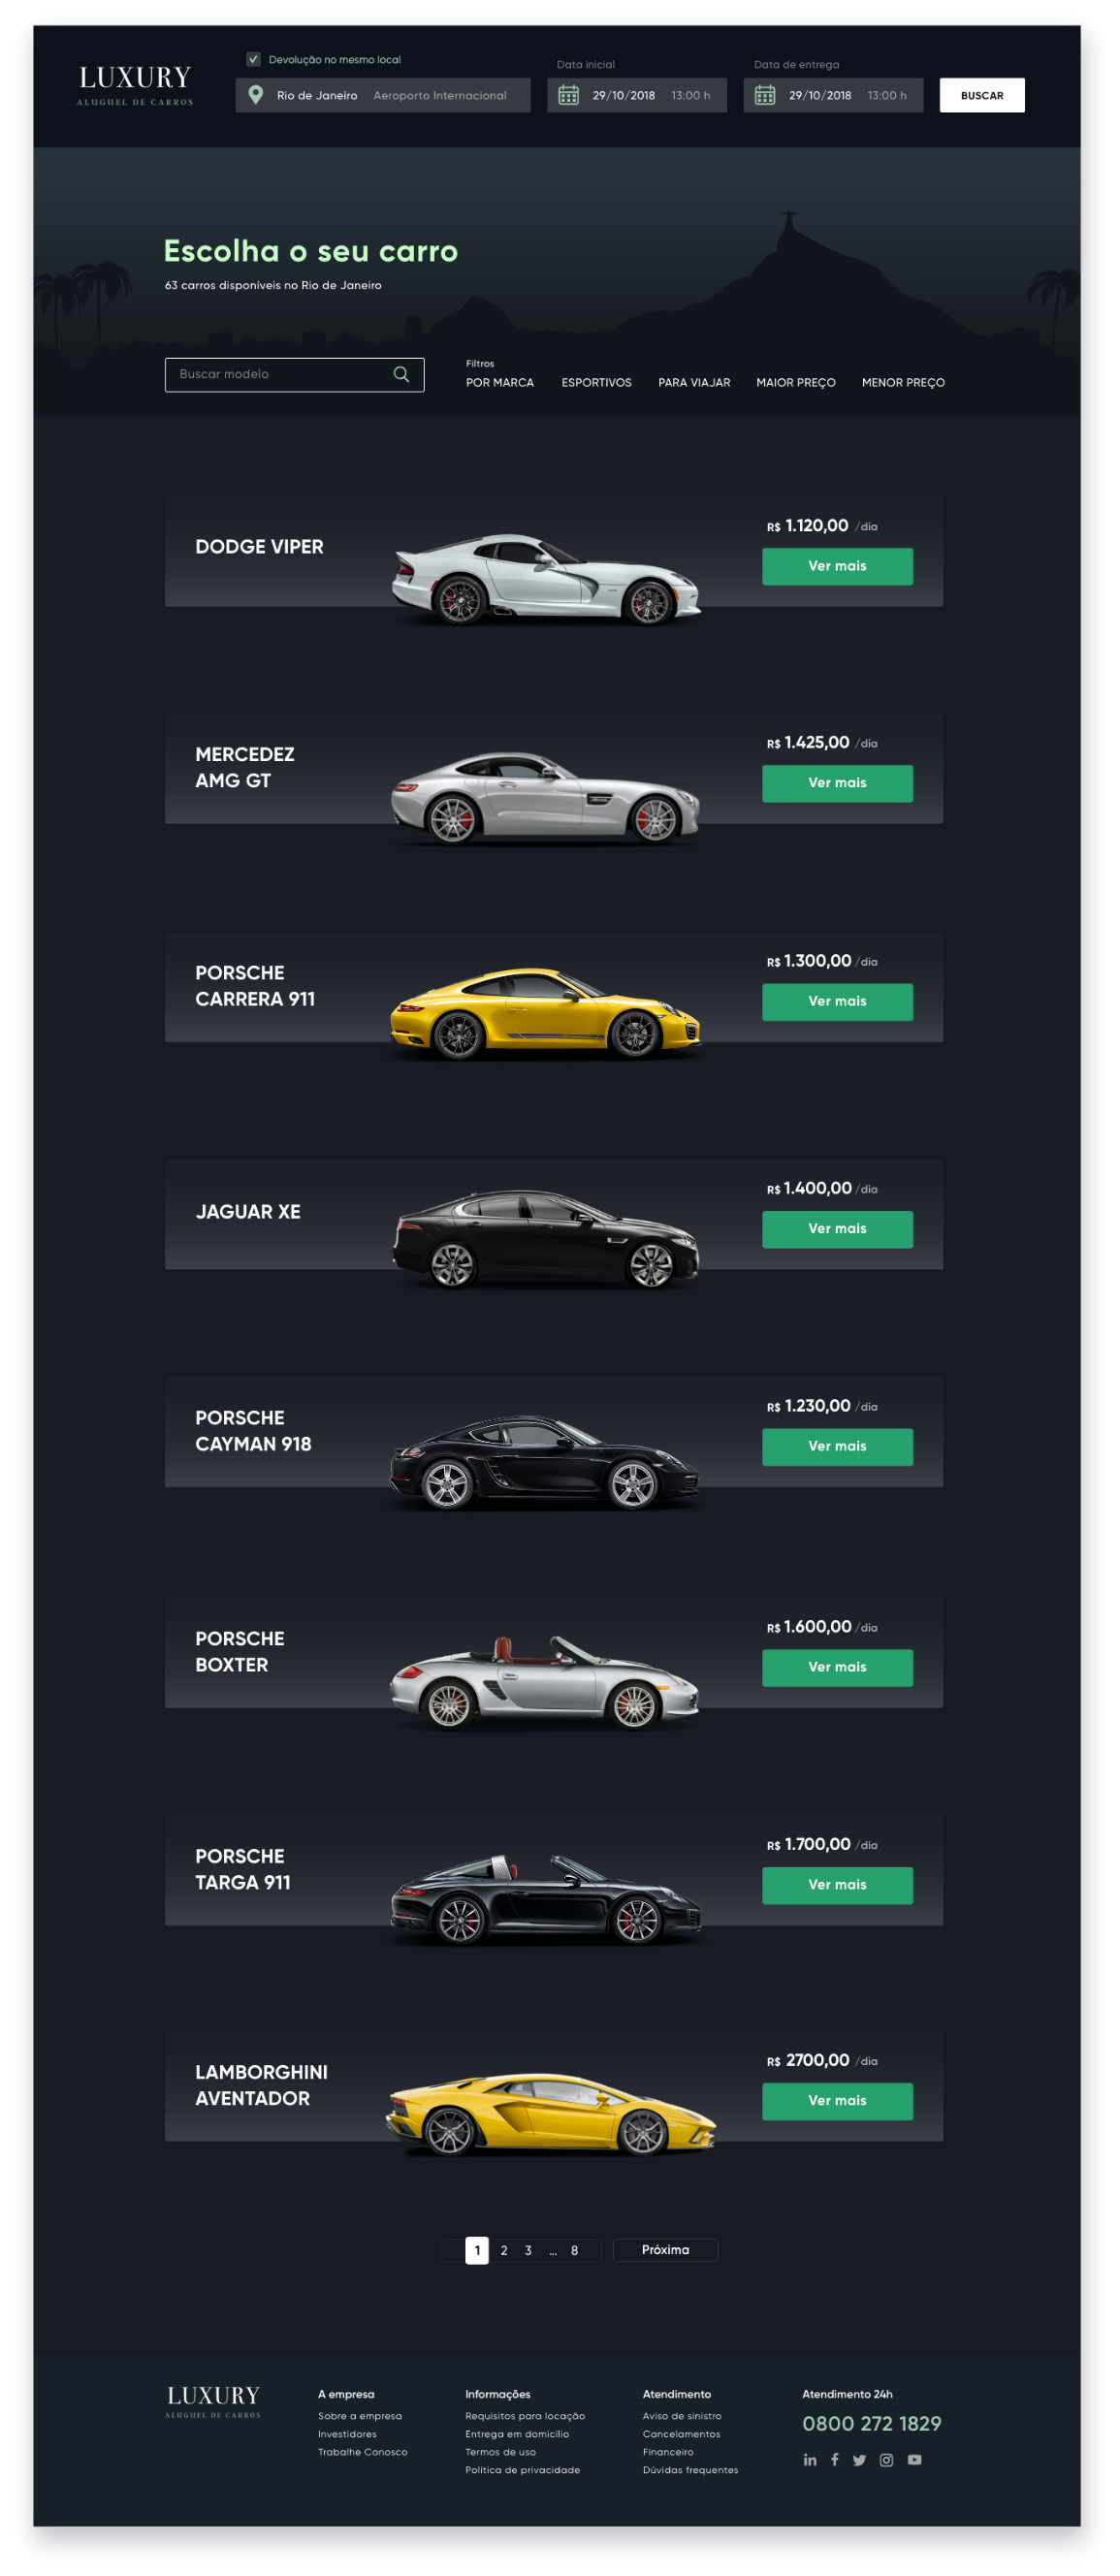 LUXURY
ALUGUEL DE CARROS
Devolução no mesmo local
Rio de Janeiro Aeroporto Internacional
Data inicial
29/10/2018 13:00 h
Data de entrega
29/10/2018 13:00 h
BUSCAR
Escolha o seu carro
63 carros disponíveis no Rio de Janeiro
Buscar modelo
Filtros
POR MARCA ESPORTIVOS PARA VIAJAR MAIOR PREÇO MENOR PREÇO
DODGE VIPER
R$ 1.120,00 /dia
Ver mais
MERCEDEZ
AMG GT
R$ 1.425,00 /dia
Ver mais
PORSCHE
CARRERA 911
R$ 1.300,00 /dia
Ver mais
JAGUAR XE
R$ 1.400,00 /dia
Ver mais
PORSCHE
CAYMAN 918
R$ 1.230,00 /dia
Ver mais
PORSCHE
BOXTER
R$ 1.600,00 /dia
Ver mais
PORSCHE
TARGA 911
R$ 1.700,00 /dia
Ver mais
LAMBORGHINI
AVENTADOR
R$ 2700,00 /dia
Ver mais
1 2 3 ... 8 Próxima
LUXURY
ALUGUEL DE CARROS
A empresa
Sobre a empresa
Investidores
Trabalhe Conosco
Informações
Requisitos para locação
Entrega em domicílio
Termos de uso
Política de privacidade
Atendimento
Aviso de sinistro
Cancelamentos
Financeiro
Dúvidas frequentes
Atendimento 24h
0800 272 1829